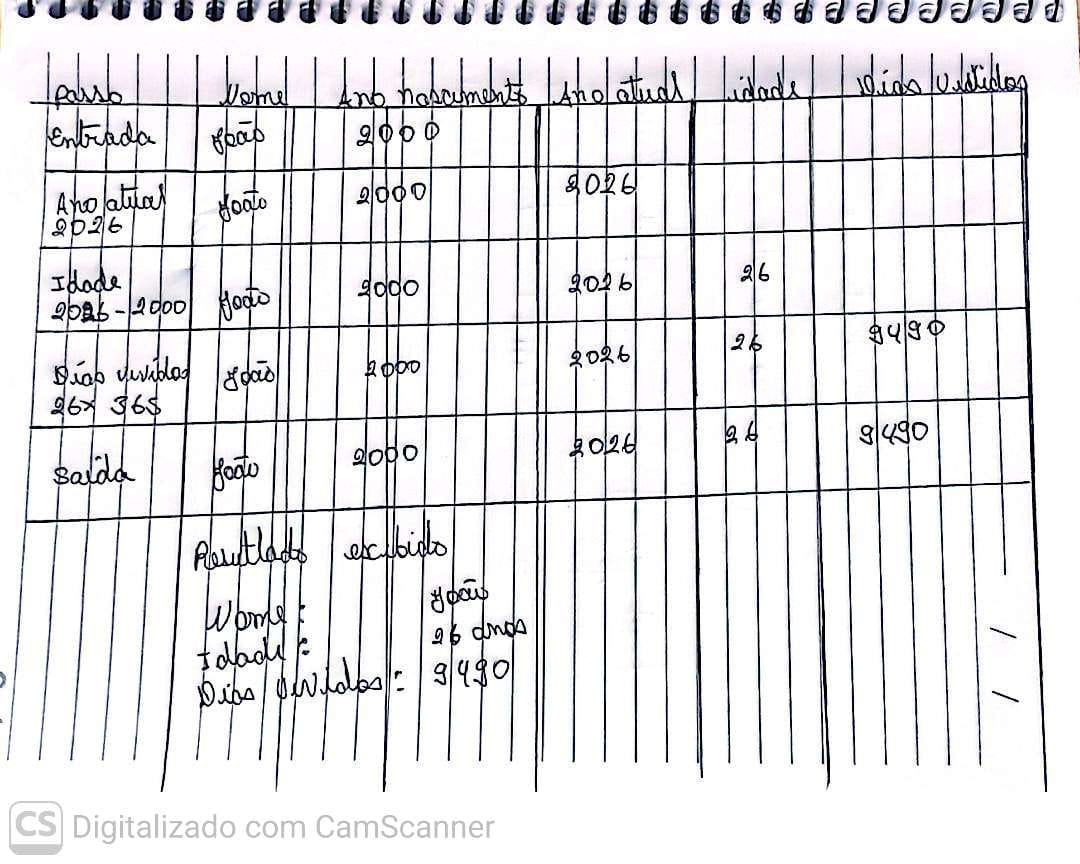 Passo Nome Ano nascimento Ano atual idade Dias Vividos
Entrada João 2000
Ano atual João 2000 2026
2026
Idade João 2000 2026 26
2026-2000
Dias vividos João 2000 2026 26 9490
26x 365
Saída João 2000 2026 26 9490
Resultado exibido
Nome: João
Idade: 26 anos
Dias vividos: 9490
CS Digitalizado com CamScanner